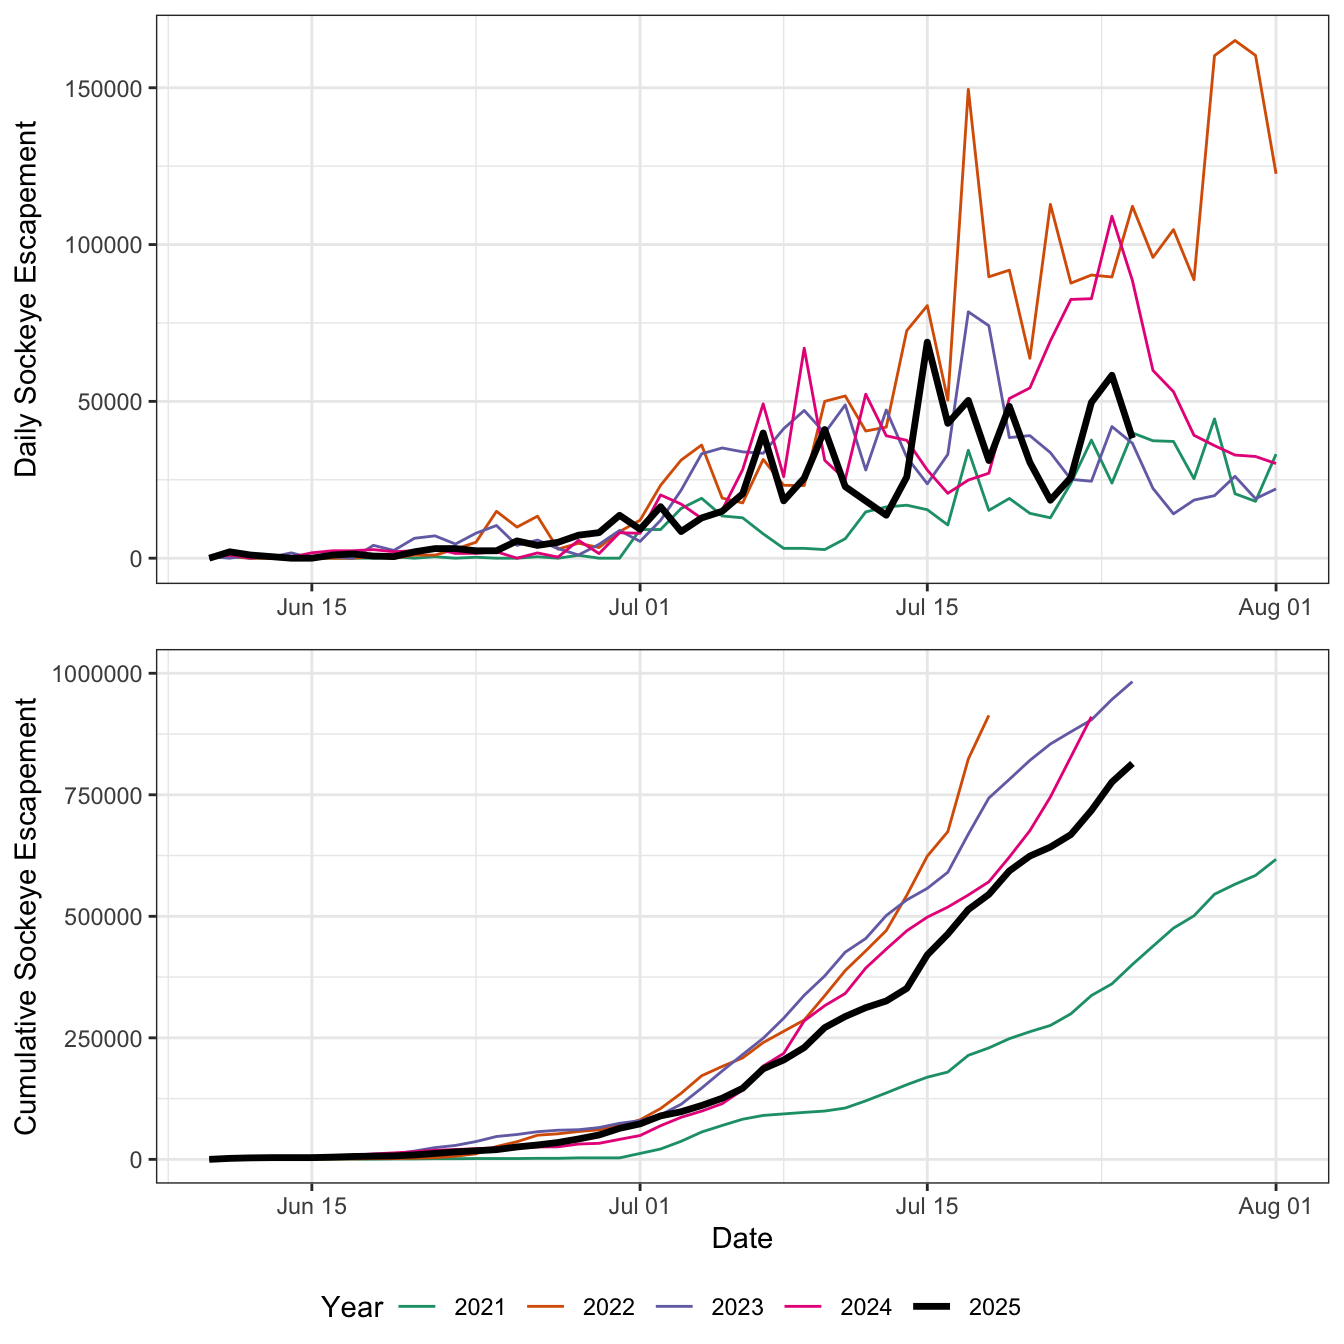 Daily Sockeye Escapement
150000
100000
50000
0
Jun 15 Jul 01 Jul 15 Aug 01
Cumulative Sockeye Escapement
1000000
750000
500000
250000
0
Jun 15 Jul 01 Jul 15 Aug 01
Date
Year 2021 2022 2023 2024 2025